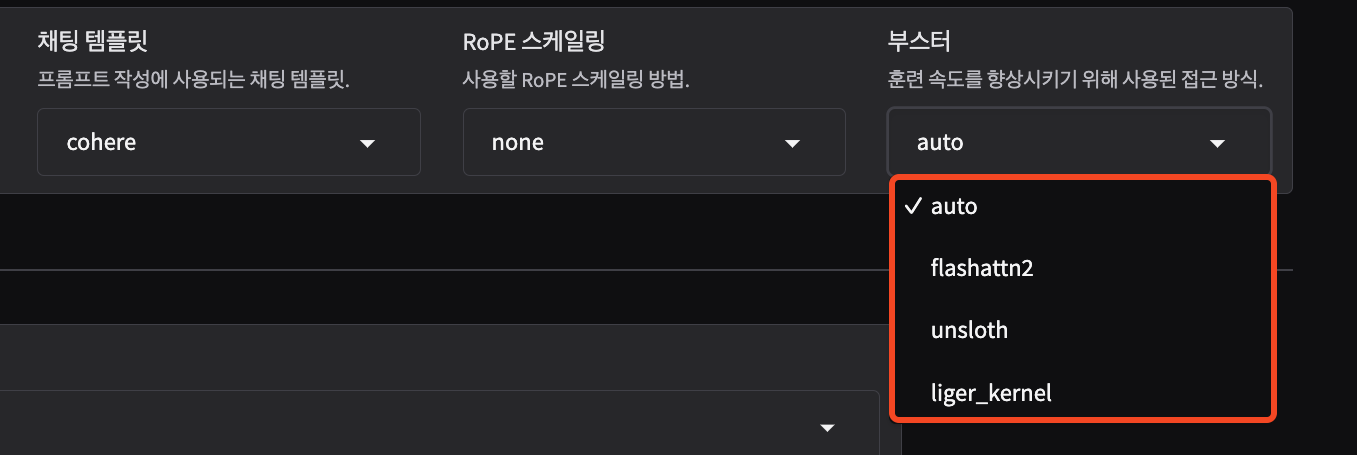 채팅 템플릿
프롬프트 작성에 사용되는 채팅 템플릿.
cohere
RoPE 스케일링
사용할 RoPE 스케일링 방법.
none
부스터
훈련 속도를 향상시키기 위해 사용된 접근 방식.
auto
✓ auto
flashattn2
unsloth
liger_kernel